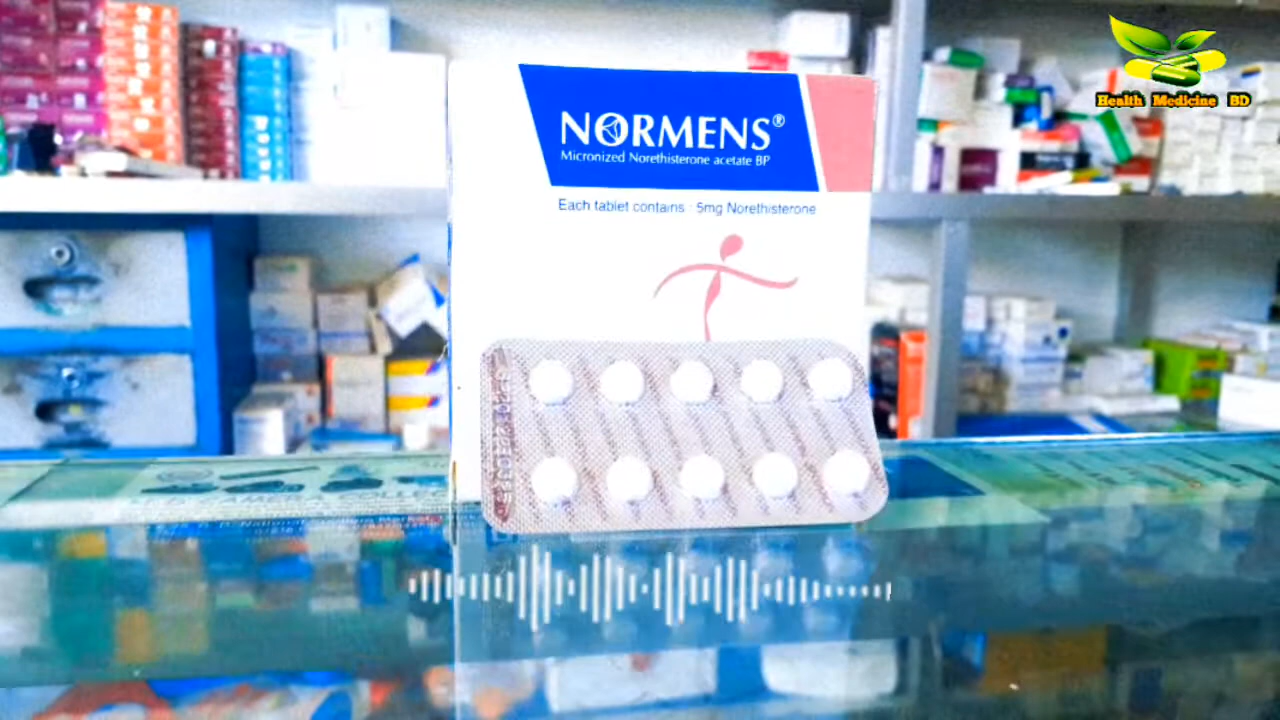 Health Medicine BD
NORMENS®
Micronized Norethisterone acetate BP
Each tablet contains : 5mg Norethisterone